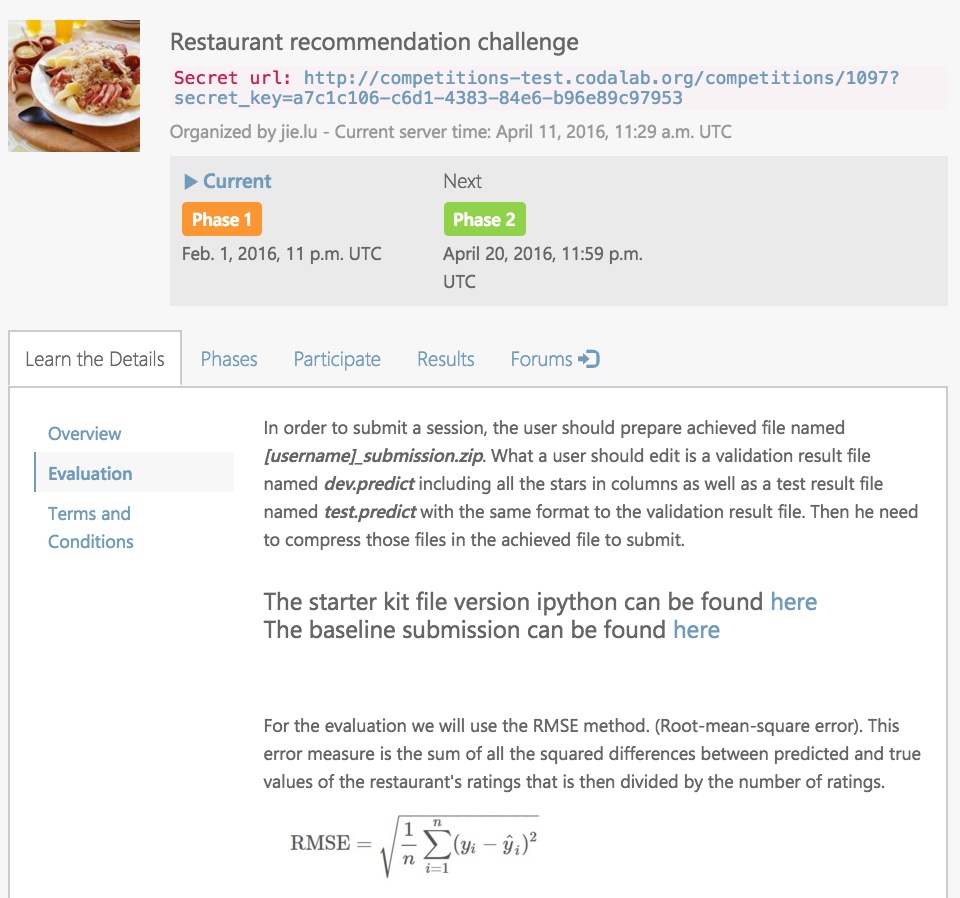 Restaurant recommendation challenge
Secret url: http://competitions-test.codalab.org/competitions/1097?
secret_key=a7c1c106-c6d1-4383-84e6-b96e89c97953
Organized by jie.lu - Current server time: April 11, 2016, 11:29 a.m. UTC
Current
Phase 1
Feb. 1, 2016, 11 p.m. UTC
Next
Phase 2
April 20, 2016, 11:59 p.m.
UTC
Learn the Details Phases Participate Results Forums
Overview
Evaluation
Terms and
Conditions
In order to submit a session, the user should prepare achieved file named
[username]_submission.zip. What a user should edit is a validation result file
named dev.predict including all the stars in columns as well as a test result file
named test.predict with the same format to the validation result file. Then he need
to compress those files in the achieved file to submit.
The starter kit file version ipython can be found here
The baseline submission can be found here
For the evaluation we will use the RMSE method. (Root-mean-square error). This
error measure is the sum of all the squared differences between predicted and true
values of the restaurant's ratings that is then divided by the number of ratings.
RMSE = √(1/n ∑_{i=1}^{n} (y_i − ŷ_i)²)